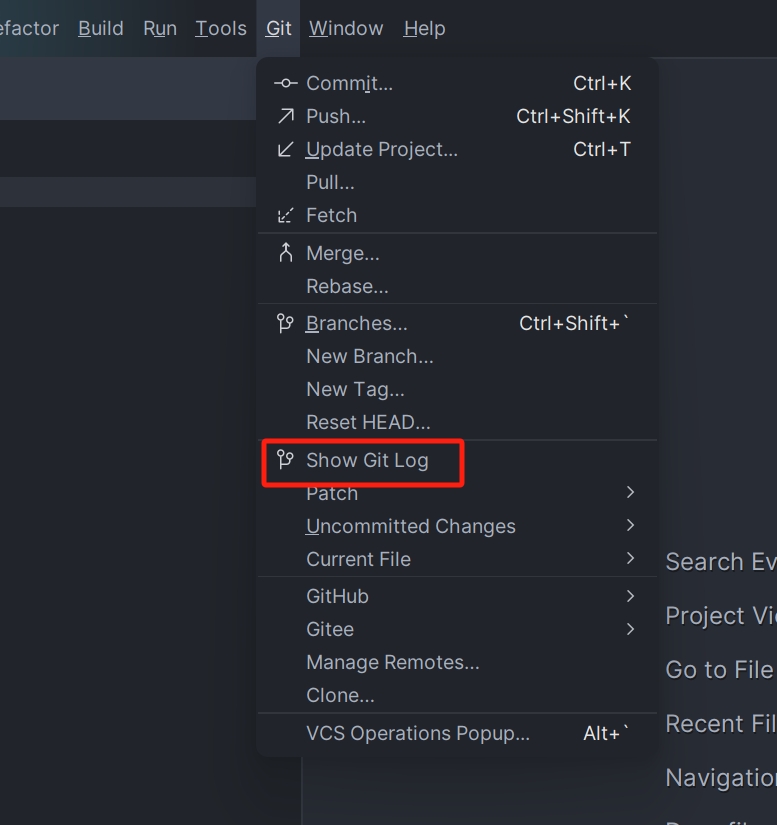 efactor Build Run Tools Git Window Help
Commit... Ctrl+K
Push... Ctrl+Shift+K
Update Project... Ctrl+T
Pull...
Fetch
Merge...
Rebase...
Branches... Ctrl+Shift+`
New Branch...
New Tag...
Reset HEAD...
Show Git Log
Patch
Uncommitted Changes
Current File
GitHub
Gitee
Manage Remotes...
Clone...
VCS Operations Popup... Alt+`
Search Ev
Project Vi
Go to File
Recent Fil
Navigation